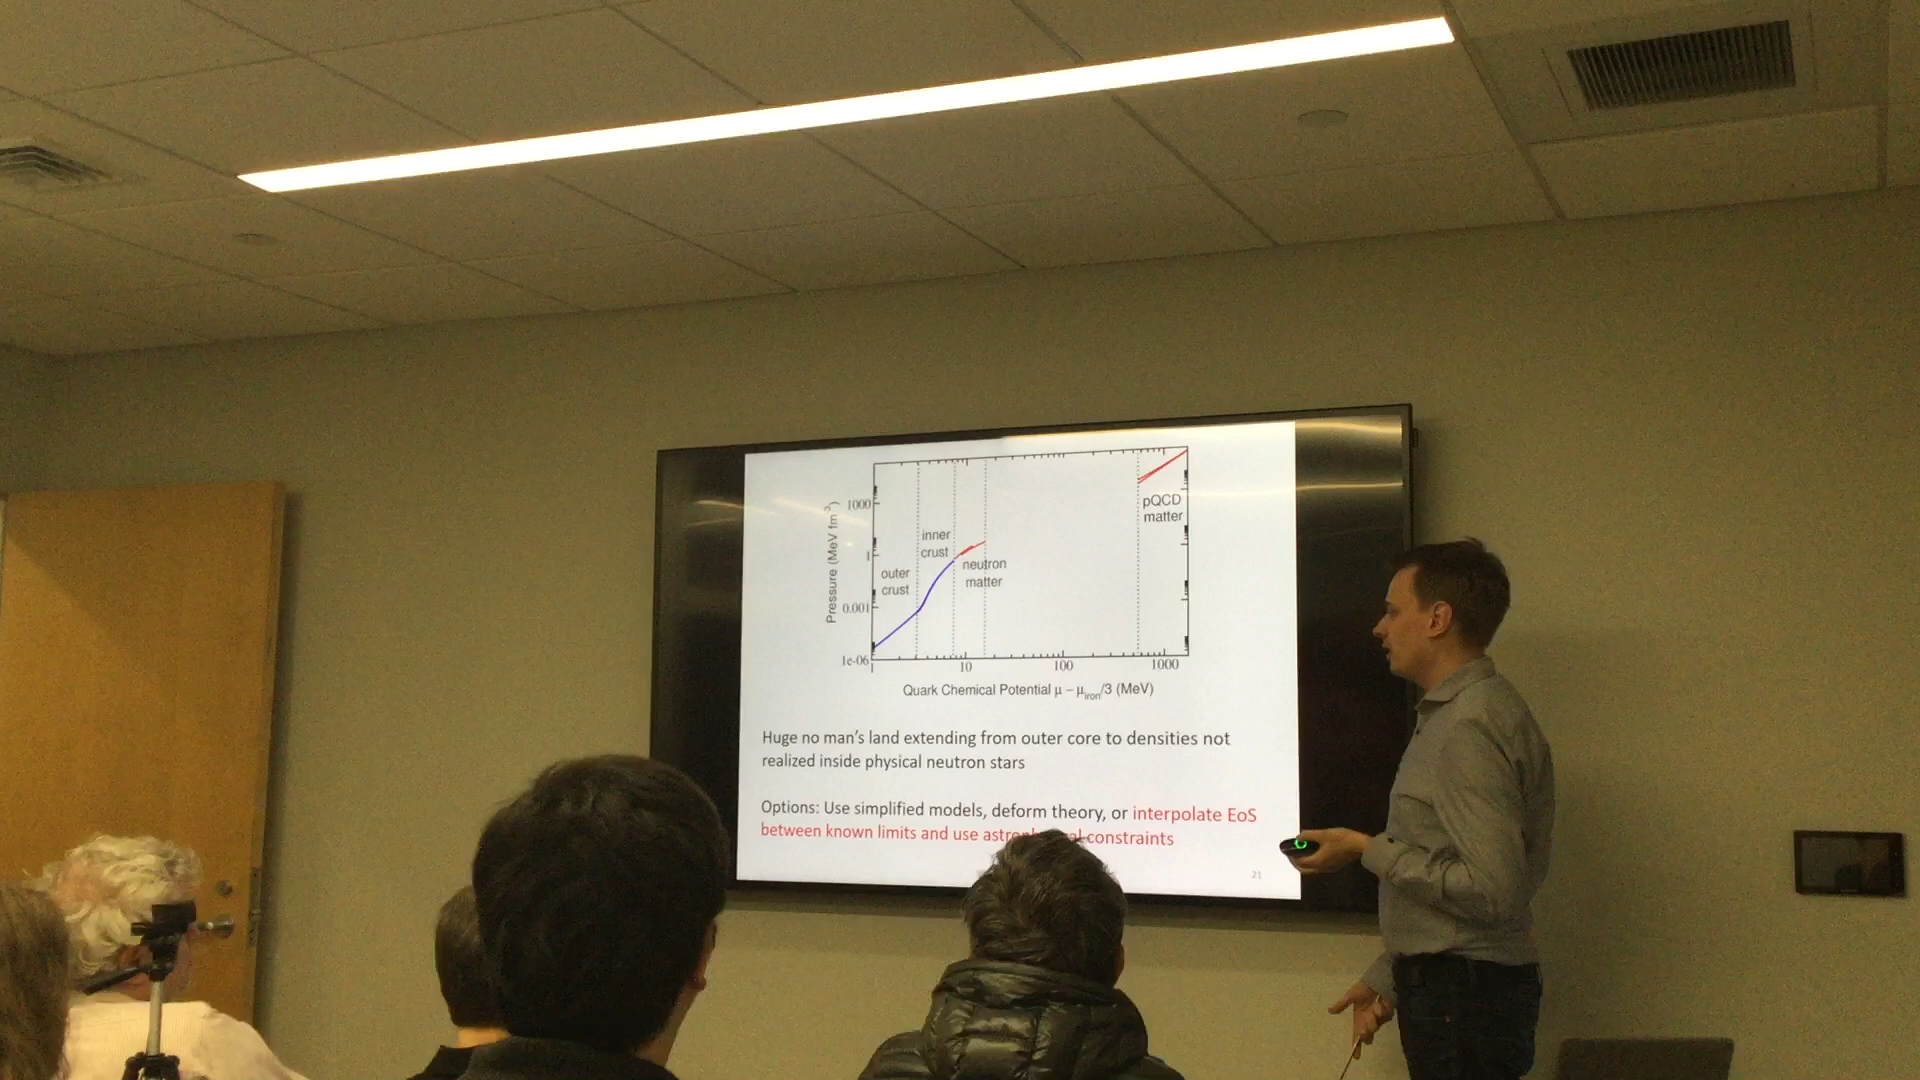 1000
1
0.001
1e-06
Pressure (MeV fm⁻³)
outer
crust
inner
crust
neutron
matter
pQCD
matter
1
10
100
1000
Quark Chemical Potential μ – μiron/3 (MeV)
Huge no man's land extending from outer core to densities not
realized inside physical neutron stars
Options: Use simplified models, deform theory, or interpolate EoS
between known limits and use constraints
21